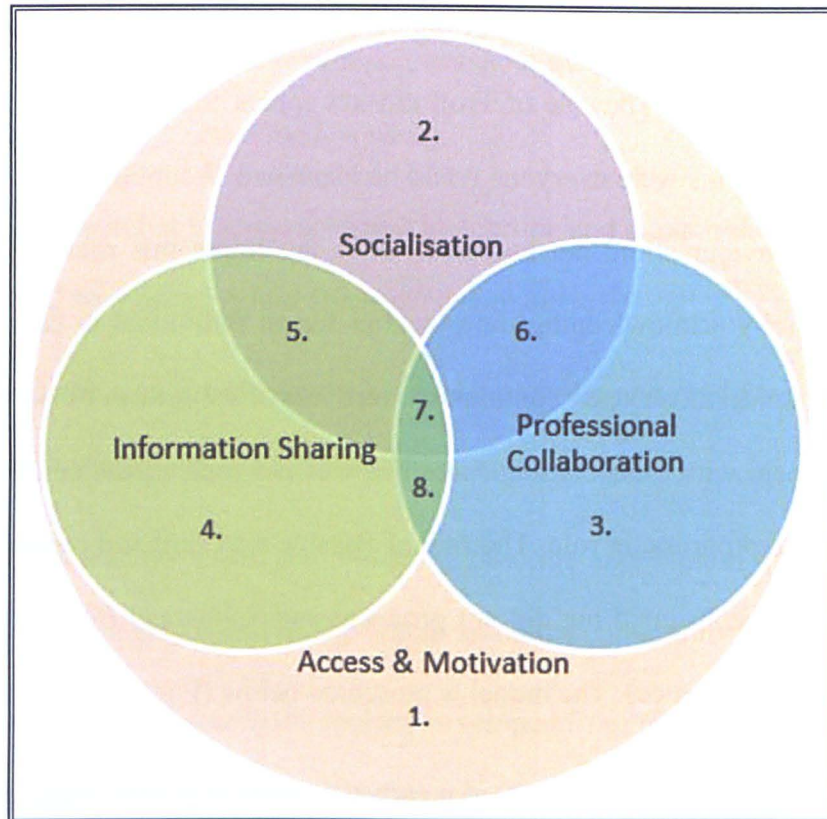 2.
Socialisation
5.
6.
7.
Information Sharing
Professional
Collaboration
8.
4.
3.
Access & Motivation
1.